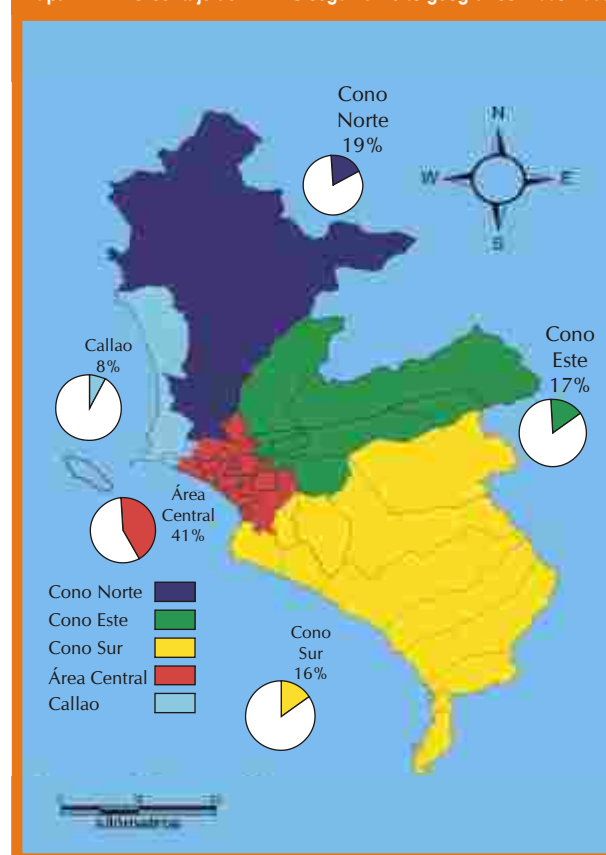 Cono
Norte
19%
N
W
E
S
Callao
8%
Cono
Este
17%
Área
Central
41%
Cono Norte
Cono Este
Cono Sur
Área Central
Callao
Cono
Sur
16%